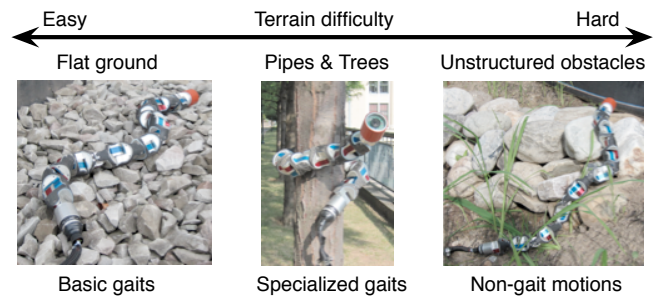 Easy Terrain difficulty Hard
Flat ground Pipes & Trees Unstructured obstacles
Basic gaits Specialized gaits Non-gait motions